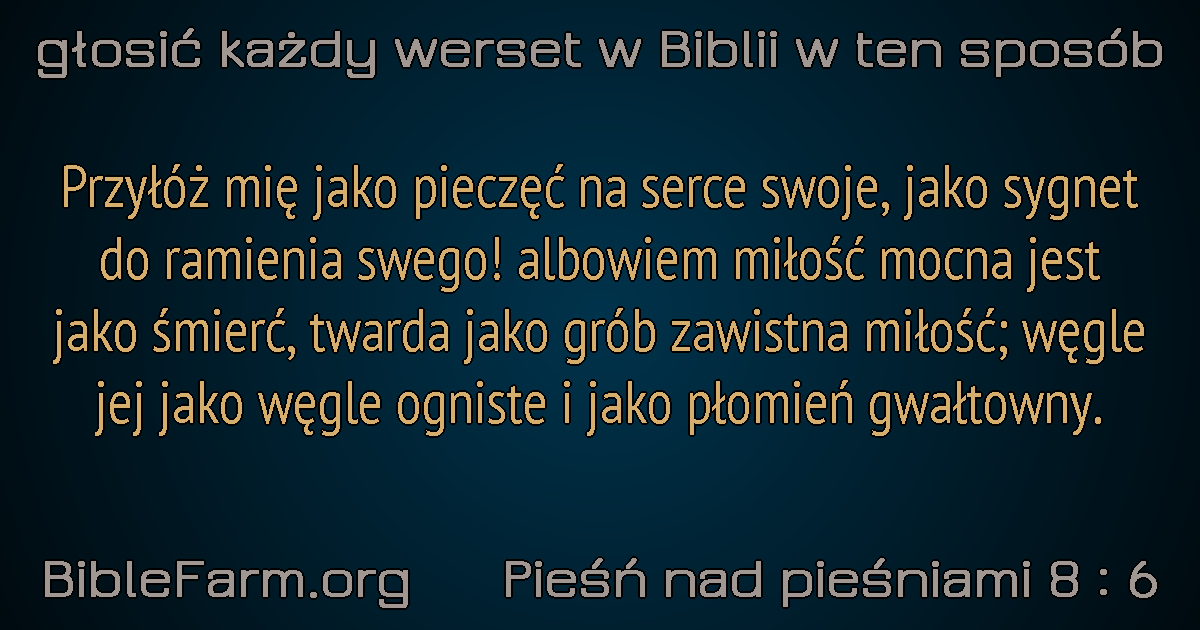 głosić każdy werset w Biblii w ten sposób
Przyłóż mię jako pieczęć na serce swoje, jako sygnet
do ramienia swego! albowiem miłość mocna jest
jako śmierć, twarda jako grób zawistna miłość; węgle
jej jako węgle ogniste i jako płomień gwałtowny.
BibleFarm.org Pieśń nad pieśniami 8 : 6